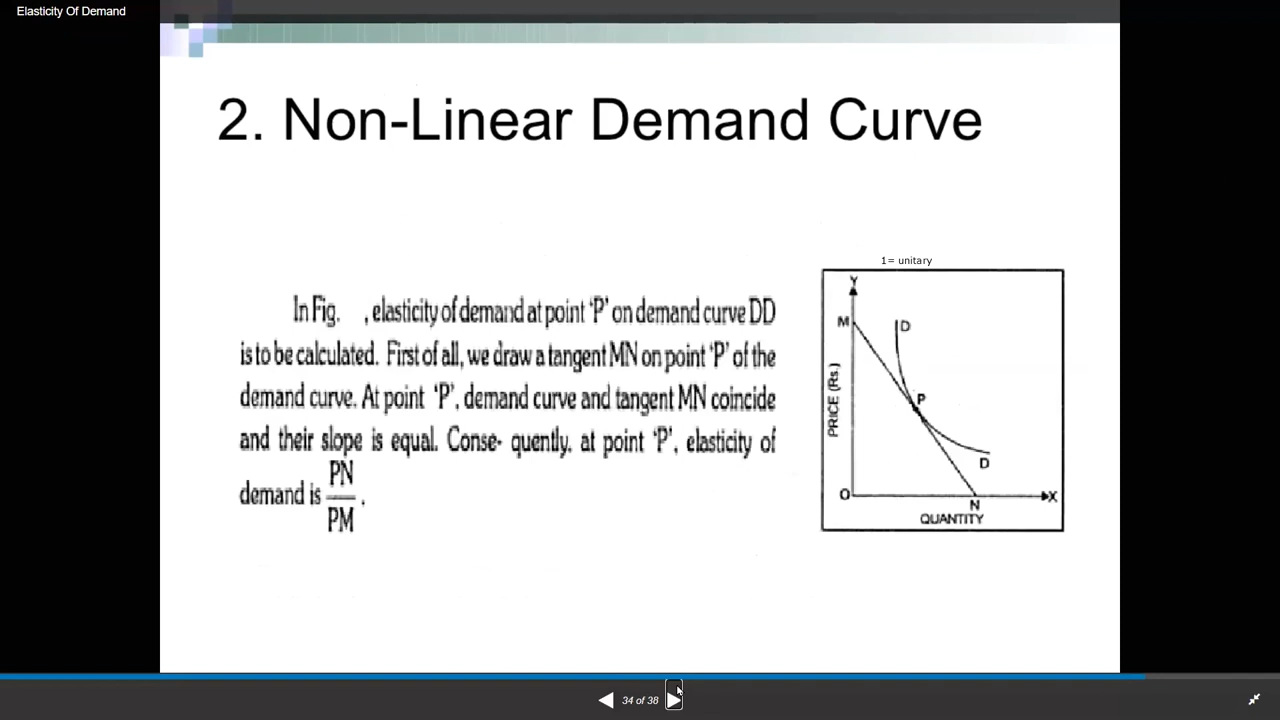 Elasticity Of Demand
2. Non-Linear Demand Curve
In Fig. , elasticity of demand at point ‘P’ on demand curve DD
is to be calculated. First of all, we draw a tangent MN on point ‘P’ of the
demand curve. At point ‘P’, demand curve and tangent MN coincide
and their slope is equal. Conse- quently, at point ‘P’, elasticity of
demand is PN/PM.
1= unitary
Y
M
D
P
PRICE (Rs.)
D
O
N
X
QUANTITY
34 of 38